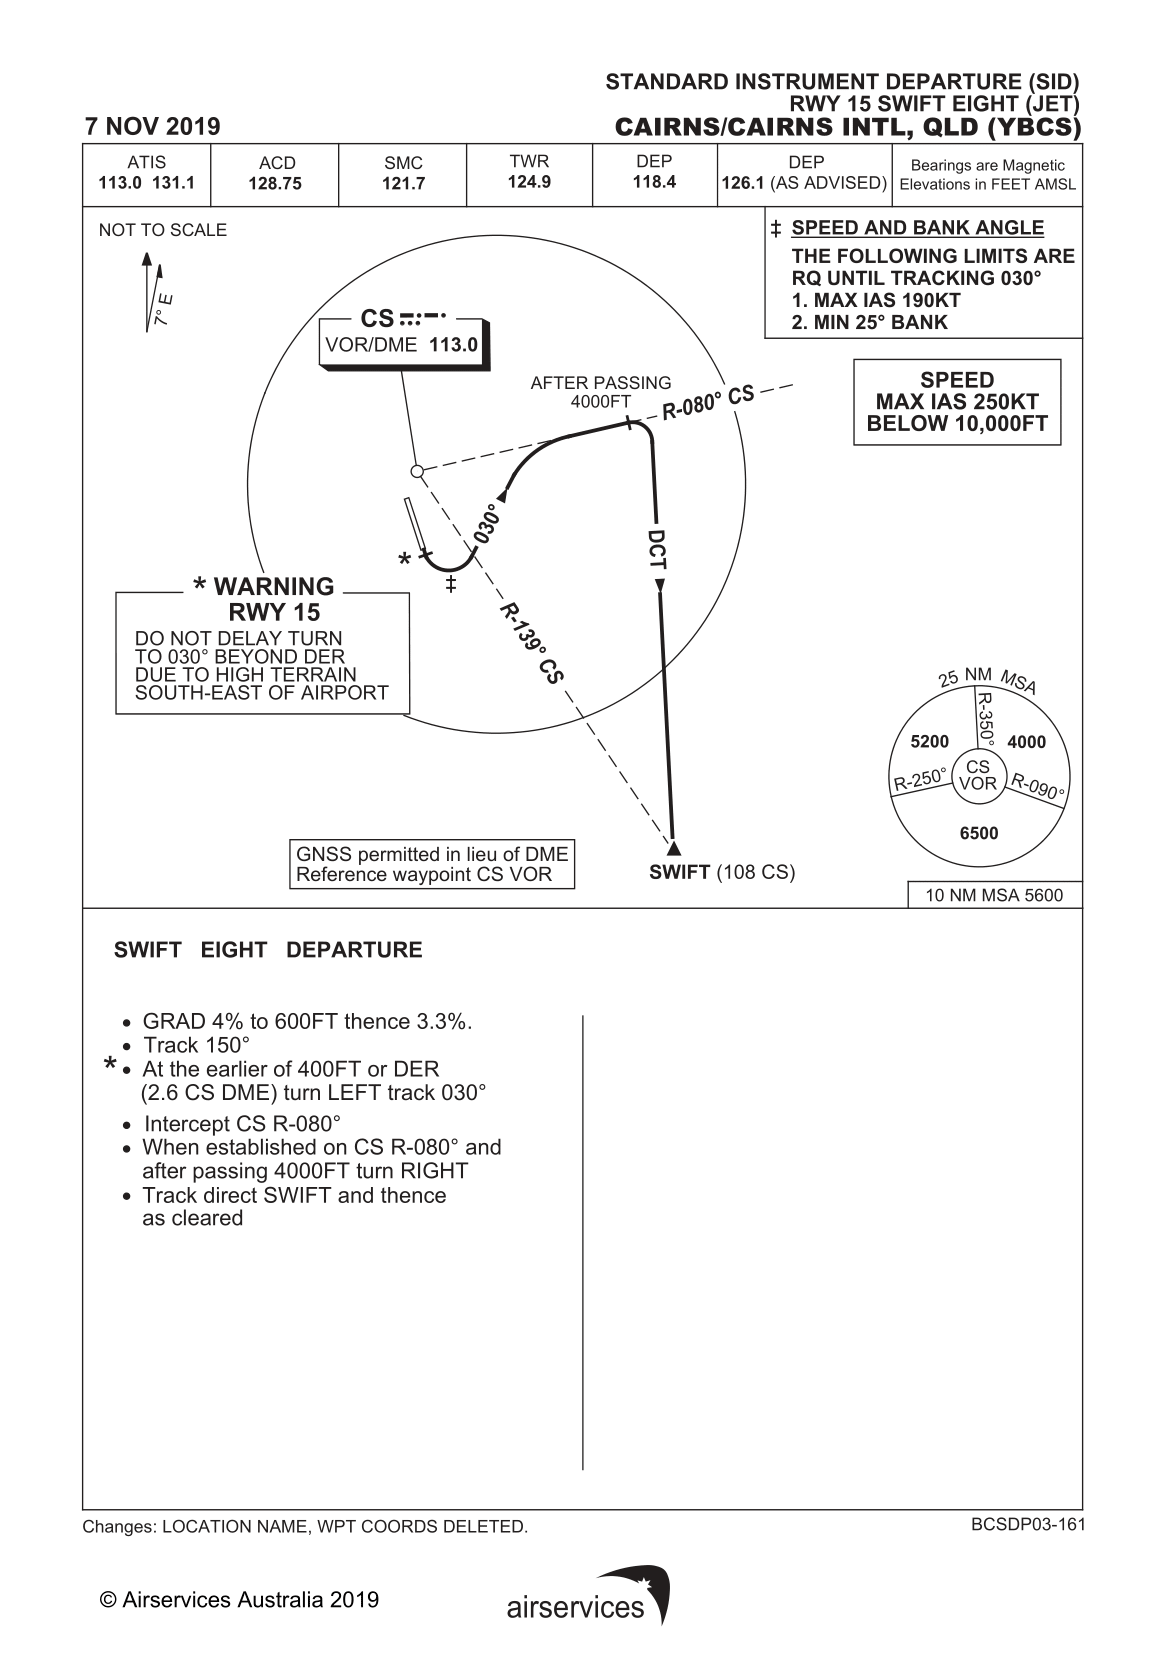 STANDARD INSTRUMENT DEPARTURE (SID)
RWY 15 SWIFT EIGHT (JET)
7 NOV 2019
CAIRNS/CAIRNS INTL, QLD (YBCS)
ATIS
113.0 131.1
ACD
128.75
SMC
121.7
TWR
124.9
DEP
118.4
DEP
126.1 (AS ADVISED)
Bearings are Magnetic
Elevations in FEET AMSL
NOT TO SCALE
7° E
‡ SPEED AND BANK ANGLE
THE FOLLOWING LIMITS ARE
RQ UNTIL TRACKING 030°
1. MAX IAS 190KT
2. MIN 25° BANK
CS
VOR/DME 113.0
SPEED
MAX IAS 250KT
BELOW 10,000FT
AFTER PASSING
4000FT
R-080° CS
030°
DCT
*
‡
R-139° CS
* WARNING
RWY 15
DO NOT DELAY TURN
TO 030° BEYOND DER
DUE TO HIGH TERRAIN
SOUTH-EAST OF AIRPORT
25 NM MSA
R-350°
5200
4000
CS
VOR
R-250°
R-090°
6500
GNSS permitted in lieu of DME
Reference waypoint CS VOR
SWIFT (108 CS)
10 NM MSA 5600
SWIFT EIGHT DEPARTURE
• GRAD 4% to 600FT thence 3.3%.
• Track 150°
* • At the earlier of 400FT or DER
(2.6 CS DME) turn LEFT track 030°
• Intercept CS R-080°
• When established on CS R-080° and
after passing 4000FT turn RIGHT
• Track direct SWIFT and thence
as cleared
Changes: LOCATION NAME, WPT COORDS DELETED.
BCSDP03-161
© Airservices Australia 2019
airservices